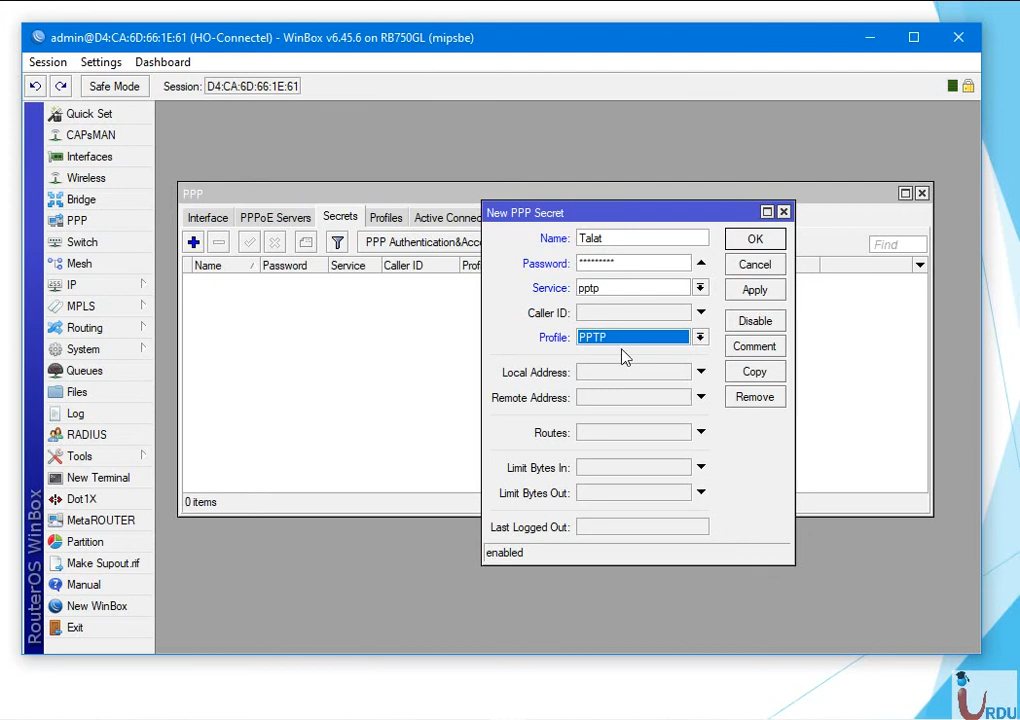 admin@D4:CA:6D:66:1E:61 (HO-Connectel) - WinBox v6.45.6 on RB750GL (mipsbe)
Session Settings Dashboard
Safe Mode Session: D4:CA:6D:66:1E:61
Quick Set
CAPsMAN
Interfaces
Wireless
Bridge
PPP
Switch
Mesh
IP
MPLS
Routing
System
Queues
Files
Log
RADIUS
Tools
New Terminal
Dot1X
MetaROUTER
Partition
Make Supout.rif
Manual
New WinBox
Exit
RouterOS WinBox
PPP
Interface PPPoE Servers Secrets Profiles Active Connec
PPP Authentication&Acc
Find
Name Password Service Caller ID Prof
0 items
New PPP Secret
Name: Talat
Password: *********
Service: pptp
Caller ID:
Profile: PPTP
Local Address:
Remote Address:
Routes:
Limit Bytes In:
Limit Bytes Out:
Last Logged Out:
enabled
OK
Cancel
Apply
Disable
Comment
Copy
Remove
iURDU